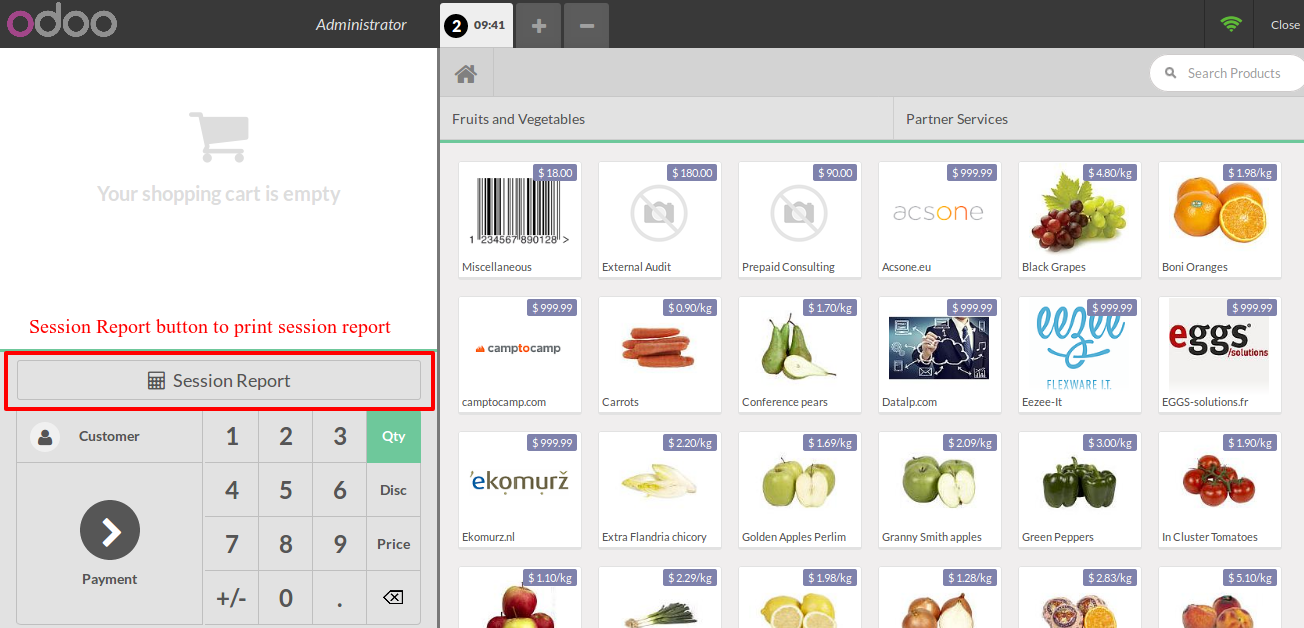 odoo
Administrator
2 09:41
+
-
Close
Search Products
Your shopping cart is empty
Fruits and Vegetables
Partner Services
$ 18.00
$ 180.00
$ 90.00
$ 999.99
$ 4.80/kg
$ 1.98/kg
1 234567 890128 >
acsone
Miscellaneous
External Audit
Prepaid Consulting
Acsone.eu
Black Grapes
Boni Oranges
$ 999.99
$ 0.90/kg
$ 1.70/kg
$ 999.99
$ 999.99
$ 999.99
camptocamp
eezee
FLEXWARE I.T.
eggs
/solutions
camptocamp.com
Carrots
Conference pears
Datalp.com
Eezee-It
EGGS-solutions.fr
$ 999.99
$ 2.20/kg
$ 1.69/kg
$ 2.09/kg
$ 3.00/kg
$ 1.90/kg
ekomurž
Ekomurz.nl
Extra Flandria chicory
Golden Apples Perlim
Granny Smith apples
Green Peppers
In Cluster Tomatoes
$ 1.10/kg
$ 2.29/kg
$ 1.98/kg
$ 1.28/kg
$ 2.83/kg
$ 5.10/kg
Session Report button to print session report
Session Report
Customer
1 2 3 Qty
4 5 6 Disc
7 8 9 Price
+/- 0 .
Payment